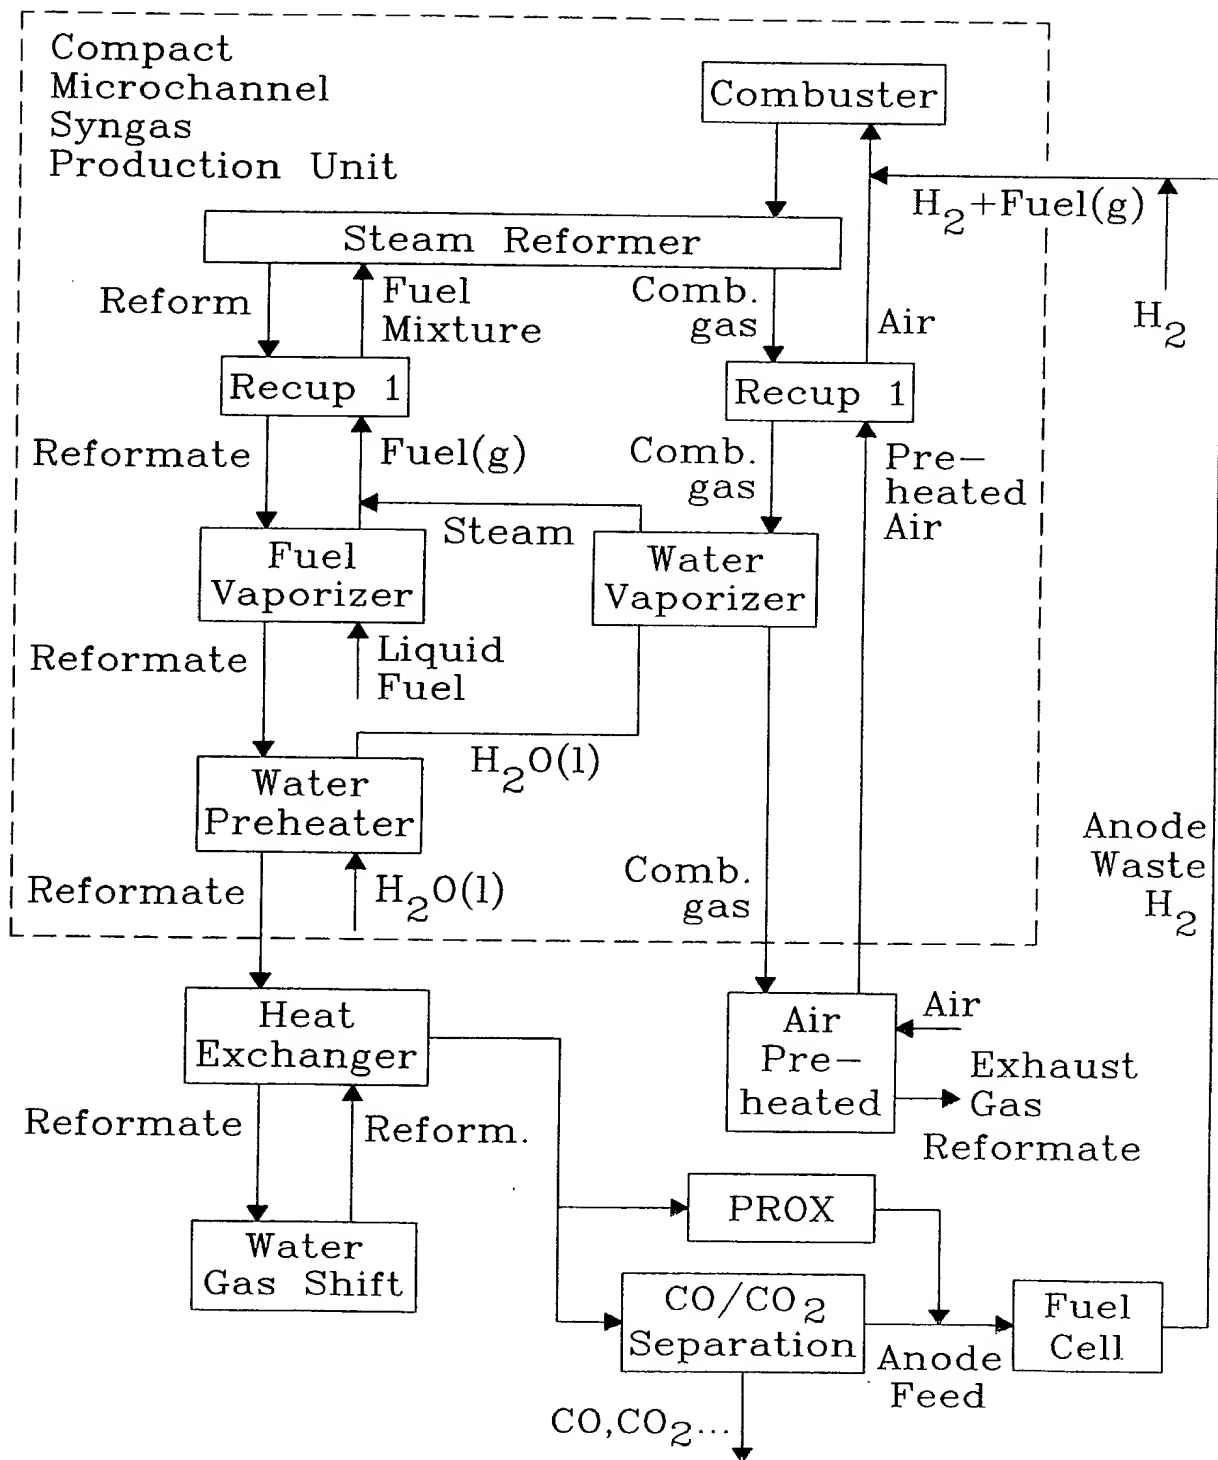 Compact
Microchannel
Syngas
Production Unit
Combuster
H2+Fuel(g)
H2
Steam Reformer
Reform
Fuel
Mixture
Comb.
gas
Air
Recup 1
Recup 1
Reformate
Fuel(g)
Comb.
gas
Pre-
heated
Air
Steam
Fuel
Vaporizer
Water
Vaporizer
Reformate
Liquid
Fuel
H2O(l)
Water
Preheater
Reformate
H2O(l)
Comb.
gas
Anode
Waste
H2
Heat
Exchanger
Air
Pre-
heated
Air
Exhaust
Gas
Reformate
Reformate
Reform.
PROX
Water
Gas Shift
CO/CO2
Separation
Anode
Feed
Fuel
Cell
CO,CO2...